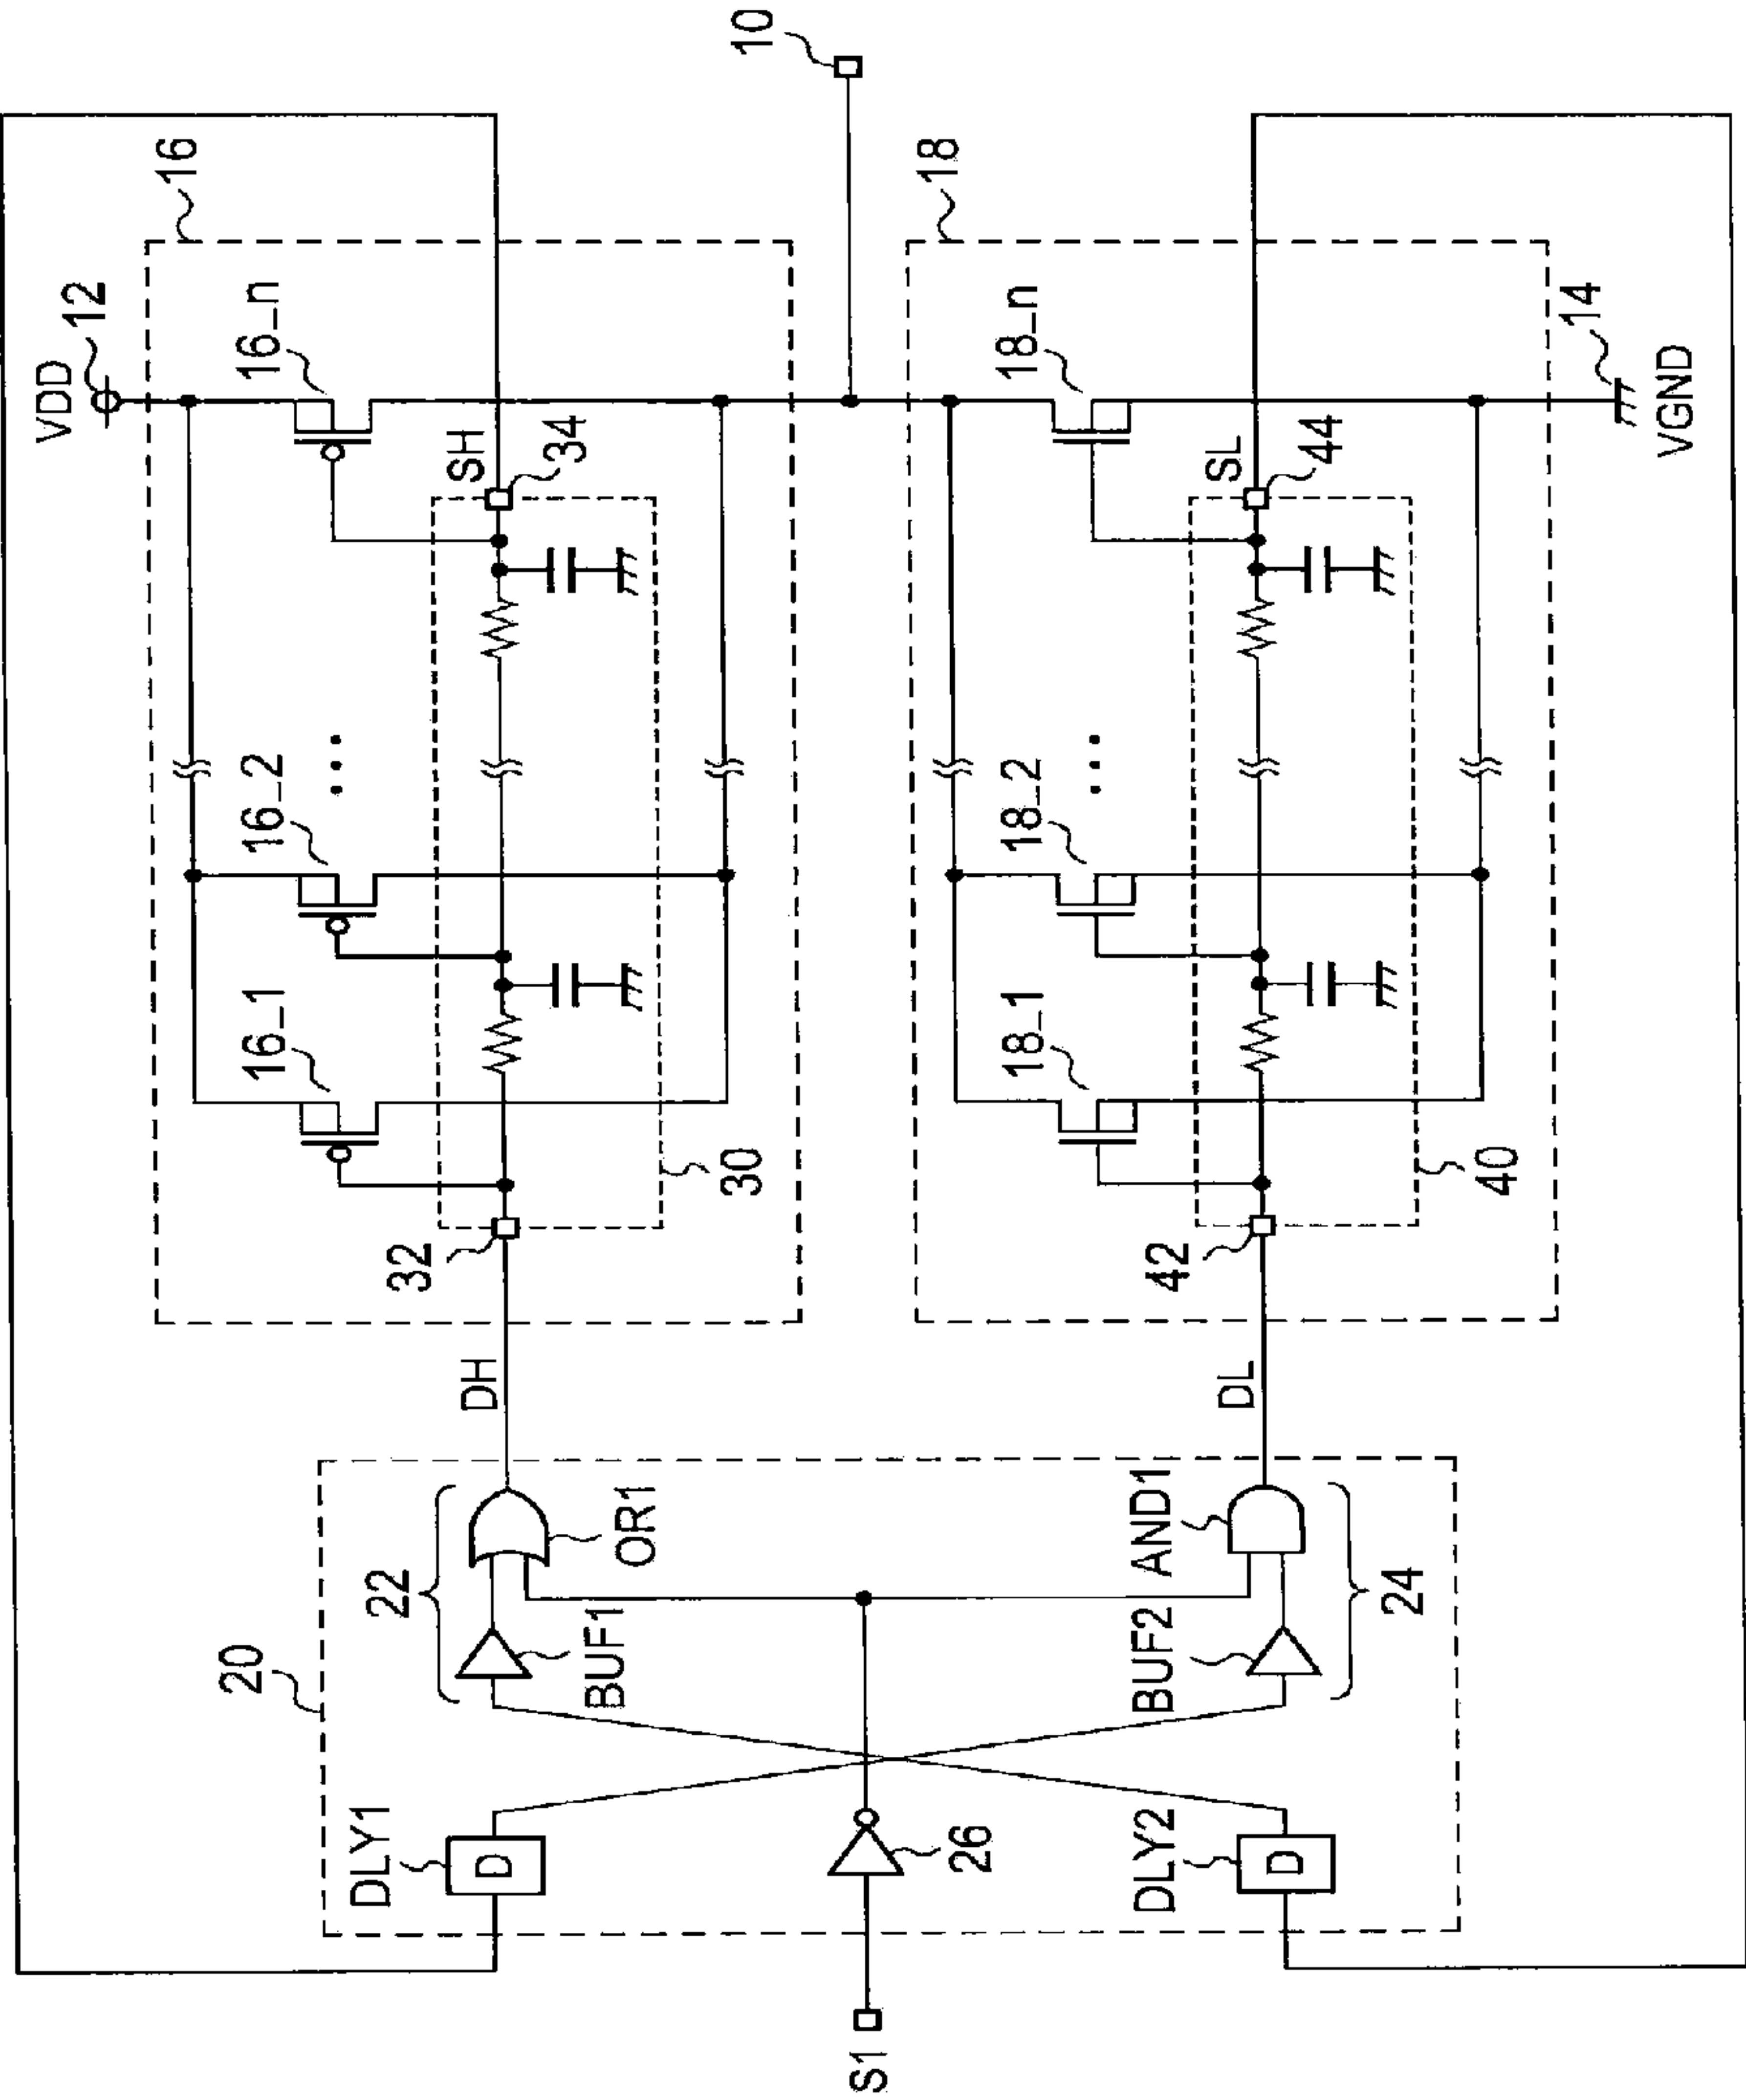 10
VDD
12
16
16_n
SH
34
16_2
...
16_1
30
32
DH
18
18_n
SL
44
14
VGND
18_2
...
18_1
40
42
DL
20
22
OR1
BUF1
AND1
24
BUF2
DLY1
D
26
DLY2
D
S1